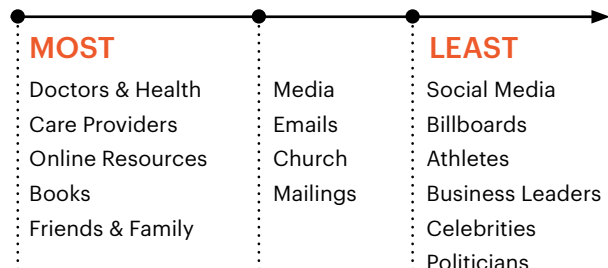 MOST
Doctors & Health
Care Providers
Online Resources
Books
Friends & Family
Media
Emails
Church
Mailings
LEAST
Social Media
Billboards
Athletes
Business Leaders
Celebrities
Politicians